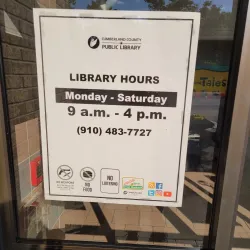 CUMBERLAND COUNTY
PUBLIC LIBRARY
LIBRARY HOURS
Monday - Saturday
9 a.m. - 4 p.m.
(910) 483-7727
NO
FOOD
NO
LOITERING